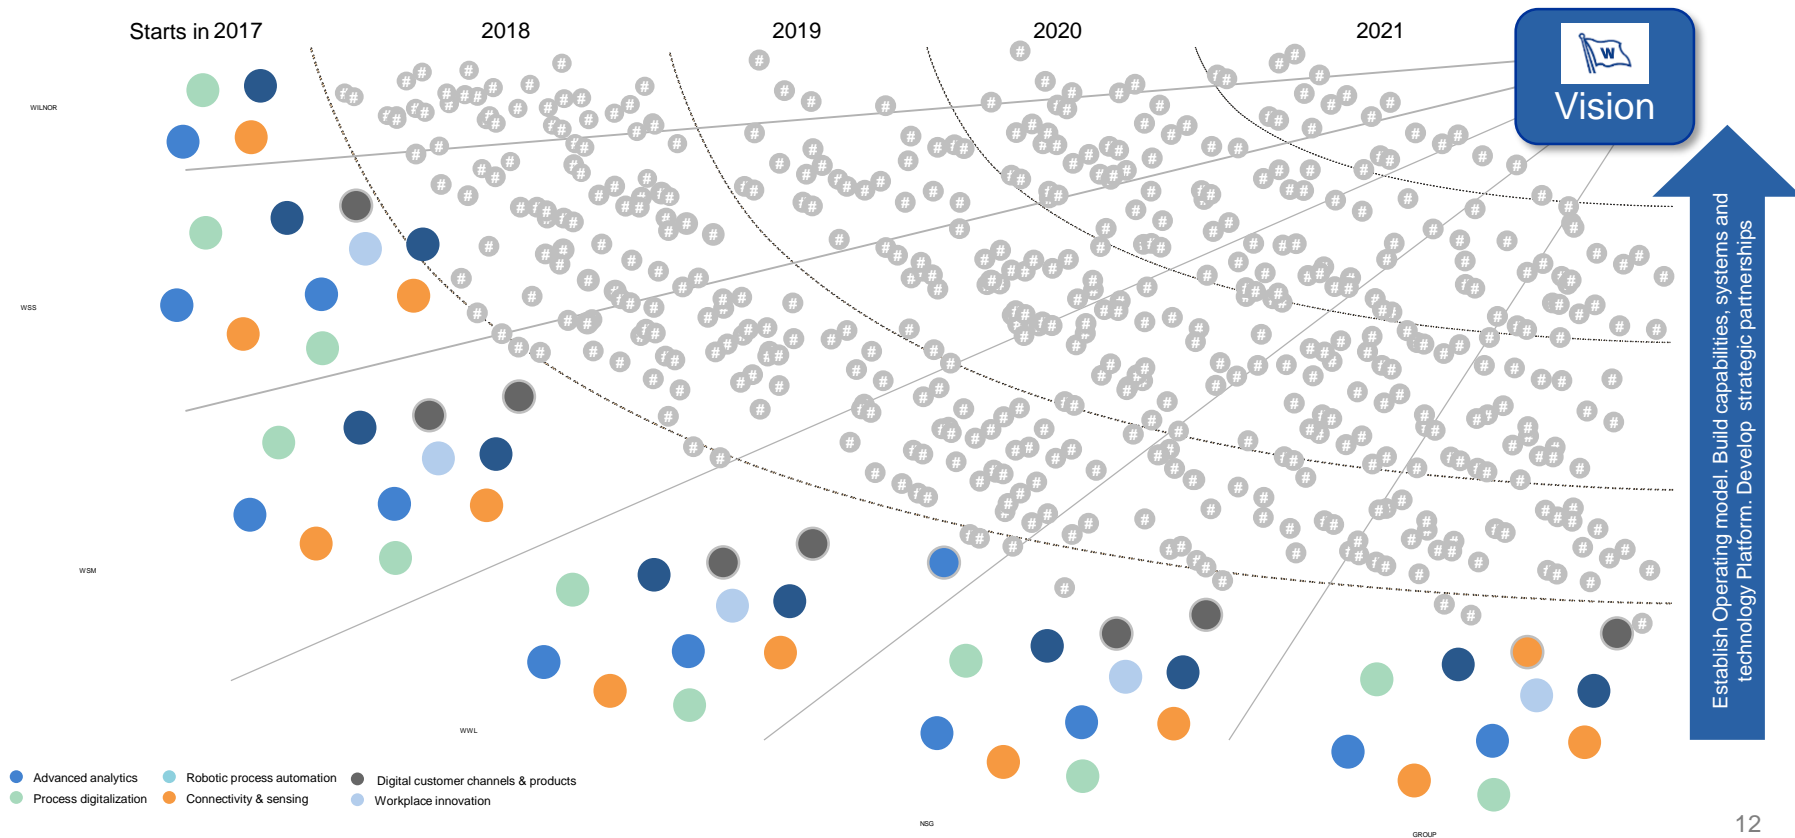 Starts in 2017
2018
2019
2020
2021
W
Vision
WILNOR
WSS
WSM
WWL
NSG
GROUP
Establish Operating model. Build capabilities, systems and
technology Platform. Develop strategic partnerships
Advanced analytics
Robotic process automation
Digital customer channels & products
Process digitalization
Connectivity & sensing
Workplace innovation
12